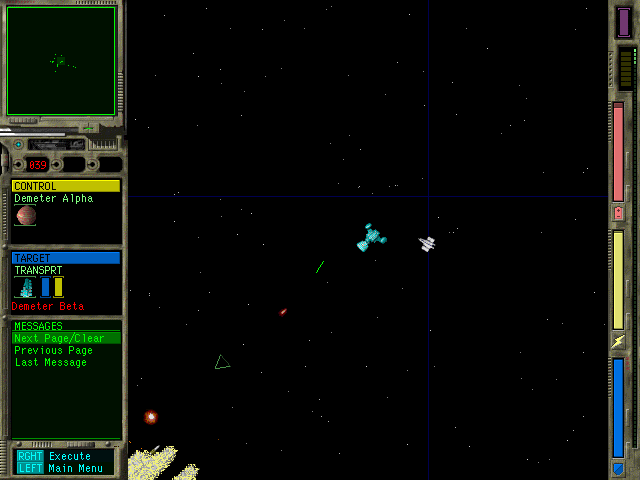 039
CONTROL
Demeter Alpha
TARGET
TRANSPRT
Demeter Beta
MESSAGES
Next Page/Clear
Previous Page
Last Message
RGHT Execute
LEFT Main Menu